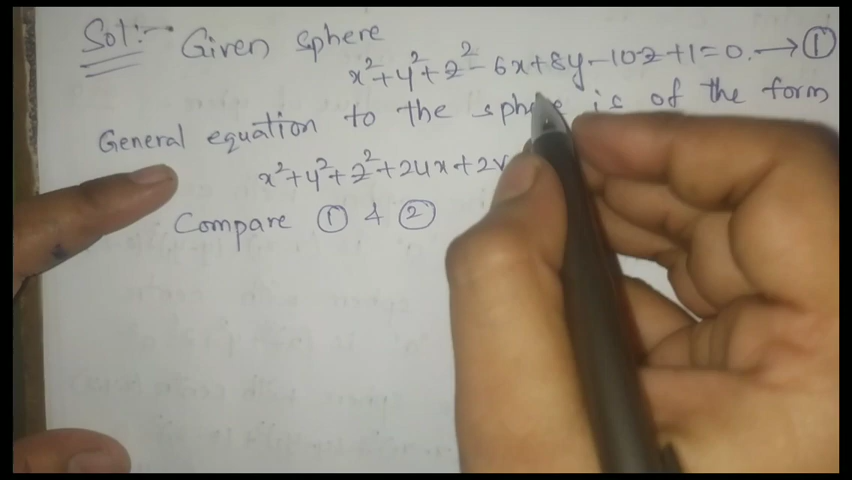 Sol:- Given sphere
x²+y²+z²-6x+8y-10z+1=0. → ①
General equation to the sphere is of the form
x²+y²+z²+2ux+2v
Compare ① & ②